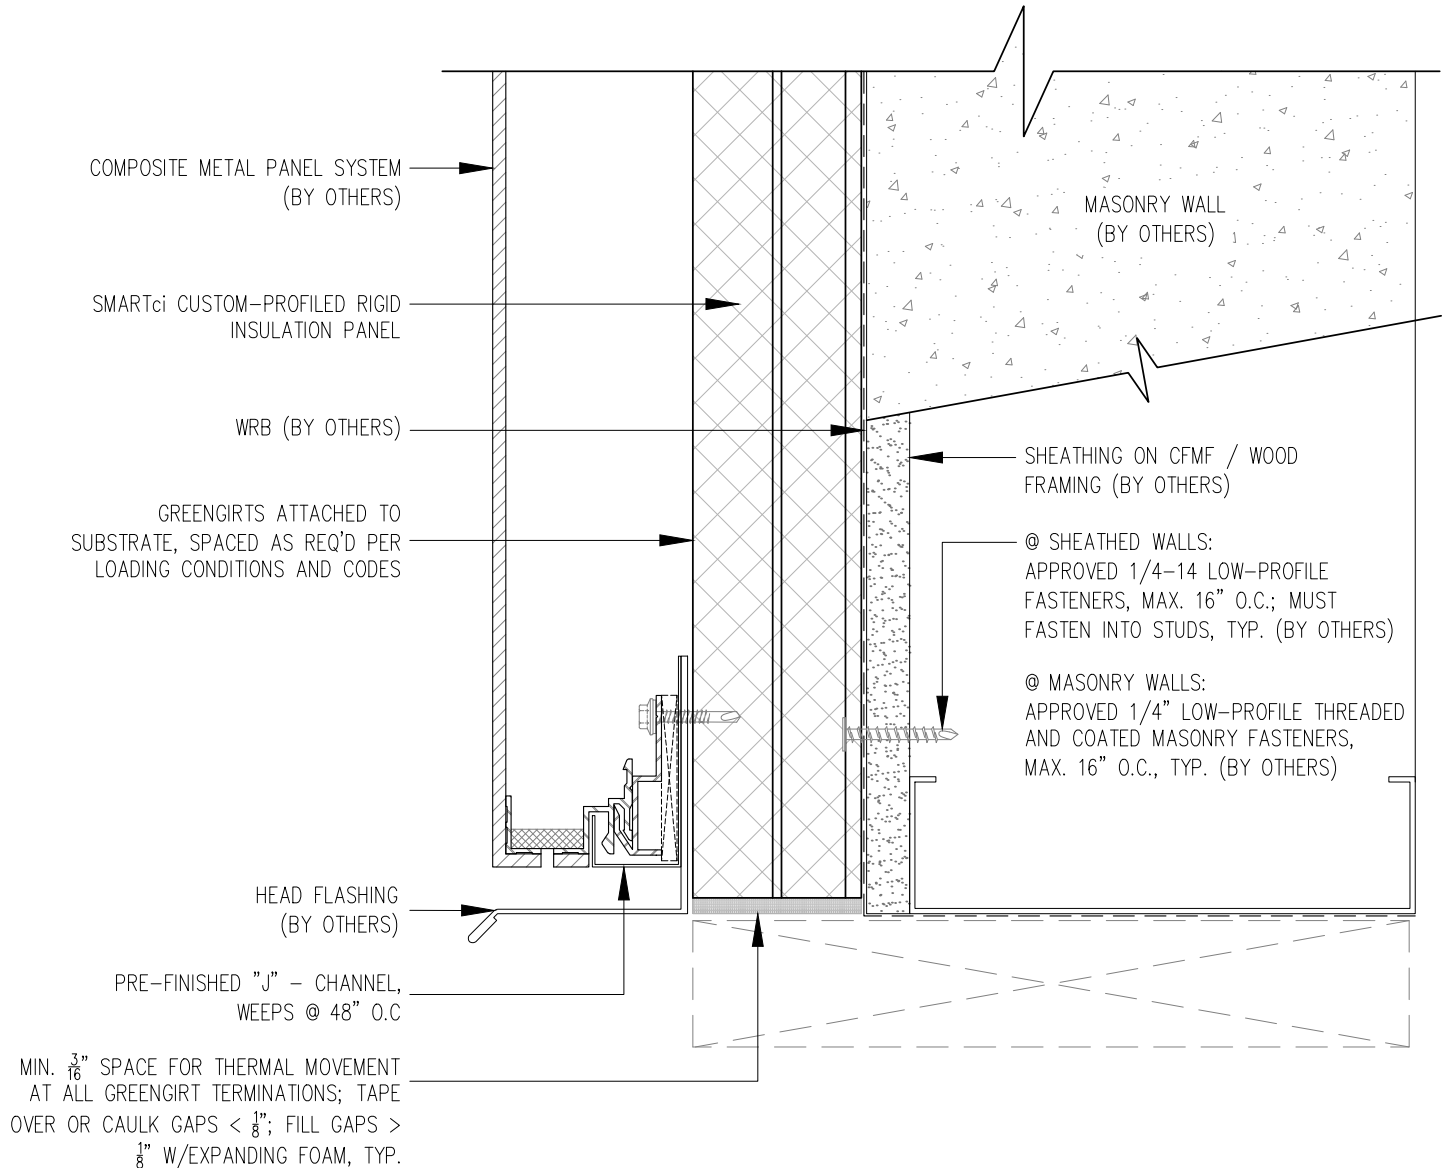 COMPOSITE METAL PANEL SYSTEM
(BY OTHERS)
SMARTci CUSTOM-PROFILED RIGID
INSULATION PANEL
WRB (BY OTHERS)
GREENGIRTS ATTACHED TO
SUBSTRATE, SPACED AS REQ'D PER
LOADING CONDITIONS AND CODES
HEAD FLASHING
(BY OTHERS)
PRE-FINISHED "J" - CHANNEL,
WEEPS @ 48" O.C
MIN. 3/16" SPACE FOR THERMAL MOVEMENT
AT ALL GREENGIRT TERMINATIONS; TAPE
OVER OR CAULK GAPS < 1/8"; FILL GAPS >
1/8" W/EXPANDING FOAM, TYP.
MASONRY WALL
(BY OTHERS)
SHEATHING ON CFMF / WOOD
FRAMING (BY OTHERS)
@ SHEATHED WALLS:
APPROVED 1/4-14 LOW-PROFILE
FASTENERS, MAX. 16" O.C.; MUST
FASTEN INTO STUDS, TYP. (BY OTHERS)
@ MASONRY WALLS:
APPROVED 1/4" LOW-PROFILE THREADED
AND COATED MASONRY FASTENERS,
MAX. 16" O.C., TYP. (BY OTHERS)